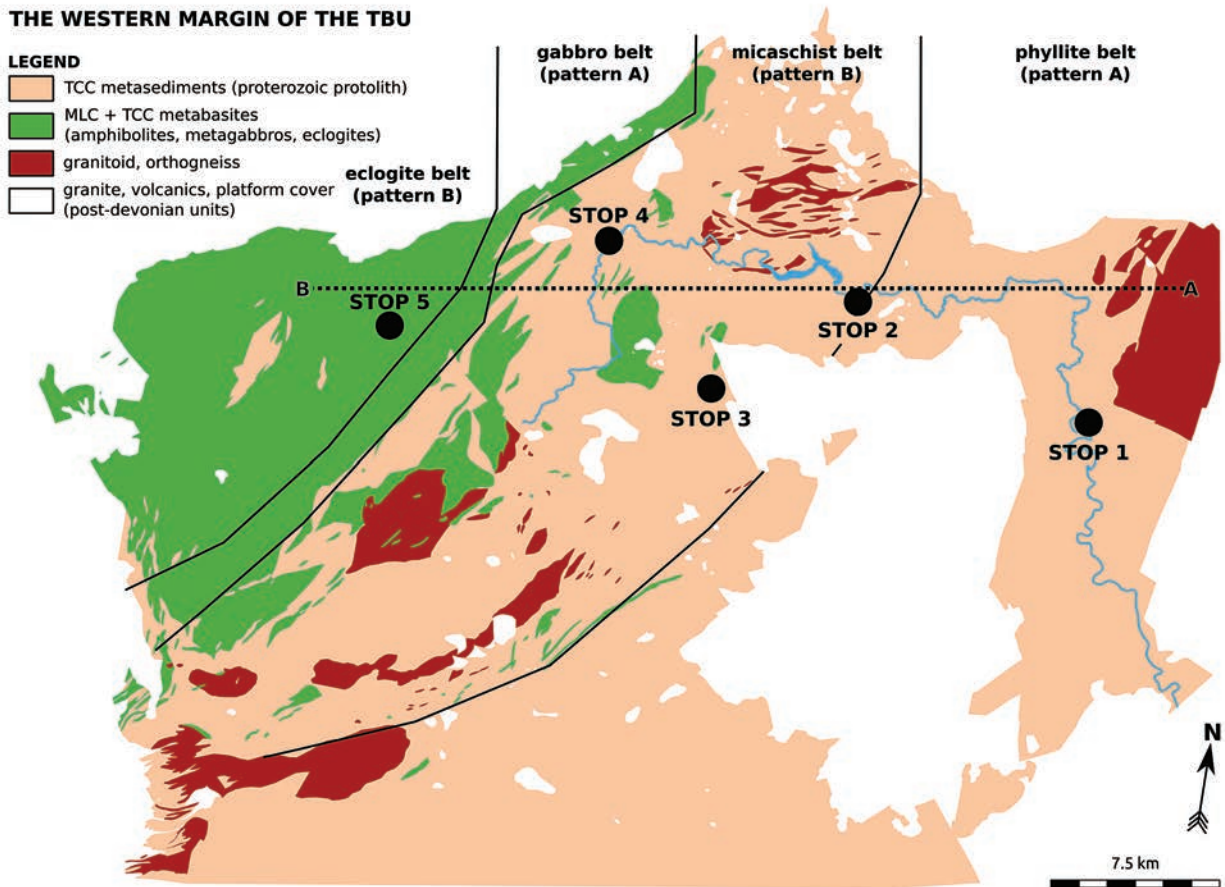 THE WESTERN MARGIN OF THE TBU
LEGEND
TCC metasediments (proterozoic protolith)
MLC + TCC metabasites
(amphibolites, metagabbros, eclogites)
granitoid, orthogneiss
granite, volcanics, platform cover
(post-devonian units)
eclogite belt
(pattern B)
gabbro belt
(pattern A)
micaschist belt
(pattern B)
phyllite belt
(pattern A)
STOP 4
B
STOP 5
A
STOP 2
STOP 3
STOP 1
N
7.5 km